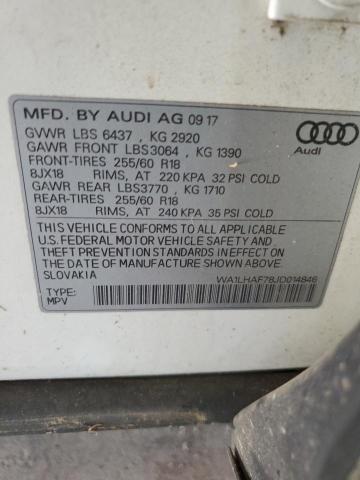 MFD. BY AUDI AG 09 17
GVWR LBS 6437 , KG 2920
GAWR FRONT LBS3064 , KG 1390
FRONT-TIRES 255/60 R18
8JX18 RIMS, AT 220 KPA 32 PSI COLD
GAWR REAR LBS3770 , KG 1710
REAR-TIRES 255/60 R18
8JX18 RIMS, AT 240 KPA 35 PSI COLD
Audi
THIS VEHICLE CONFORMS TO ALL APPLICABLE
U.S. FEDERAL MOTOR VEHICLE SAFETY AND
THEFT PREVENTION STANDARDS IN EFFECT ON
THE DATE OF MANUFACTURE SHOWN ABOVE.
SLOVAKIA
WA1LHAF78JD014846
TYPE:
MPV